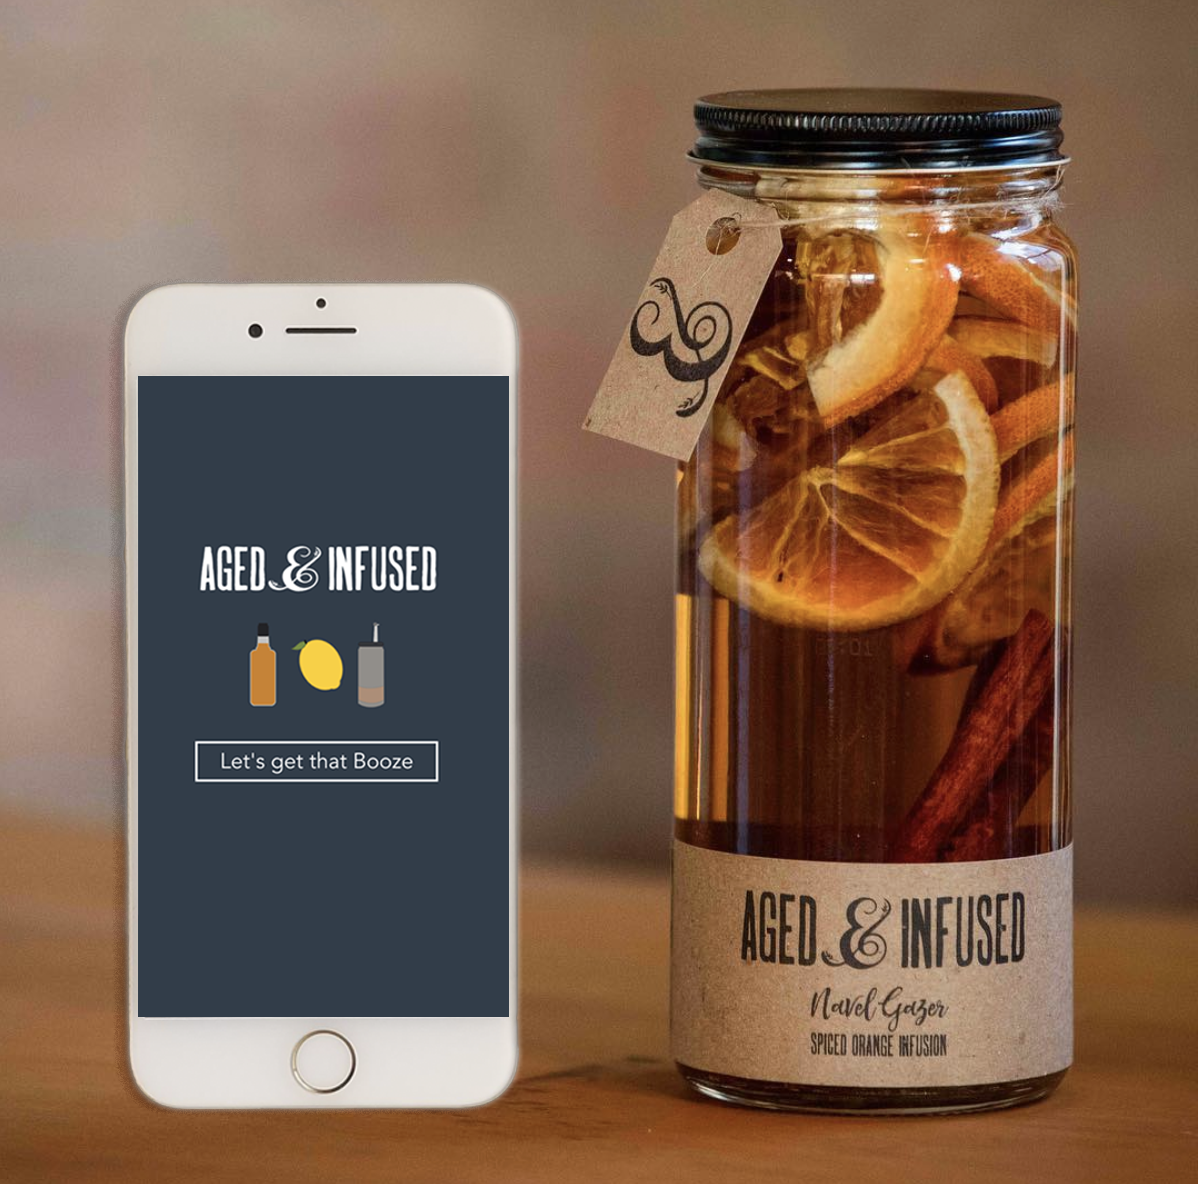 AGED & INFUSED
Let's get that Booze
&
AGED & INFUSED
Navel Gazer
SPICED ORANGE INFUSION